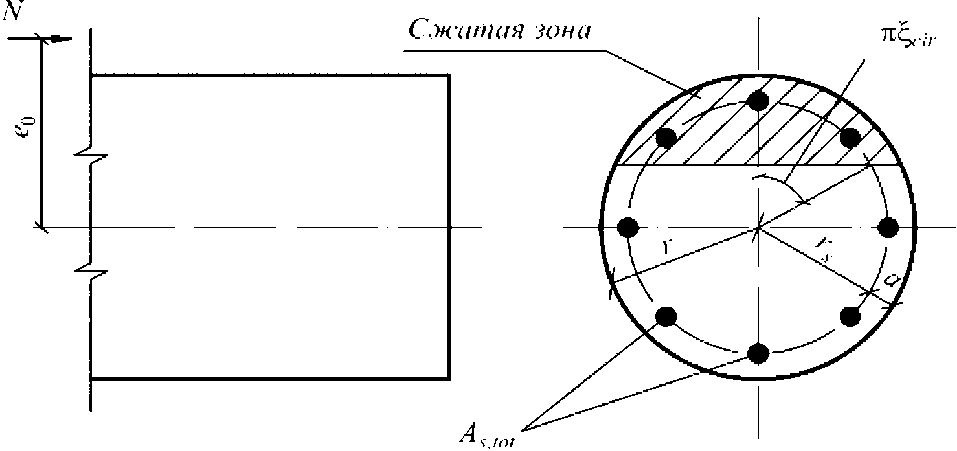 N
Сжатая зона
πξcir
e0
r
rs
a
As,tot